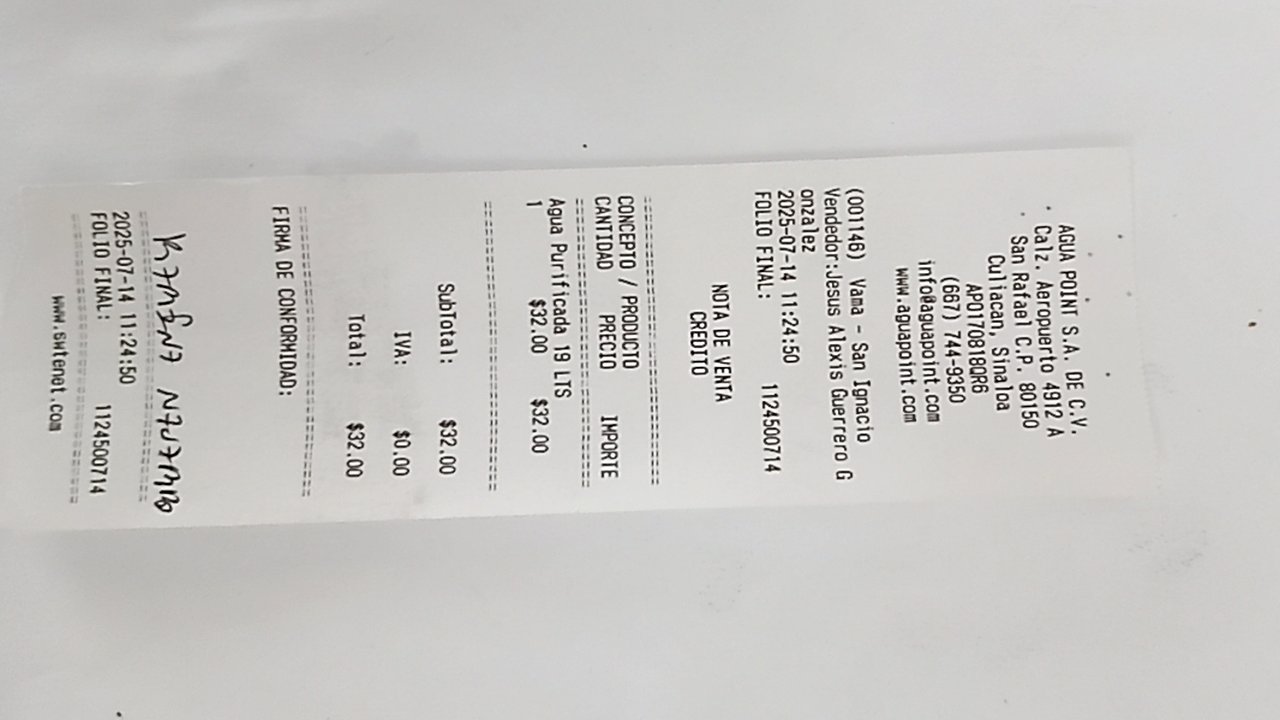 AGUA POINT S.A. DE C.V.
Calz. Aeropuerto 4912 A
San Rafael C.P. 80150
Culiacan, Sinaloa
APO170818QR6
(667) 744-9350
info@aguapoint.com
www.aguapoint.com
(001146) Vama - San Ignacio
Vendedor:Jesus Alexis Guerrero G
onzalez
2025-07-14 11:24:50
FOLIO FINAL: 1124500714
NOTA DE VENTA
CREDITO
CONCEPTO / PRODUCTO
CANTIDAD PRECIO IMPORTE
Agua Purificada 19 LTS
1 $32.00 $32.00
SubTotal: $32.00
IVA: $0.00
Total: $32.00
FIRMA DE CONFORMIDAD:
2025-07-14 11:24:50
FOLIO FINAL: 1124500714
www.swtenet.com